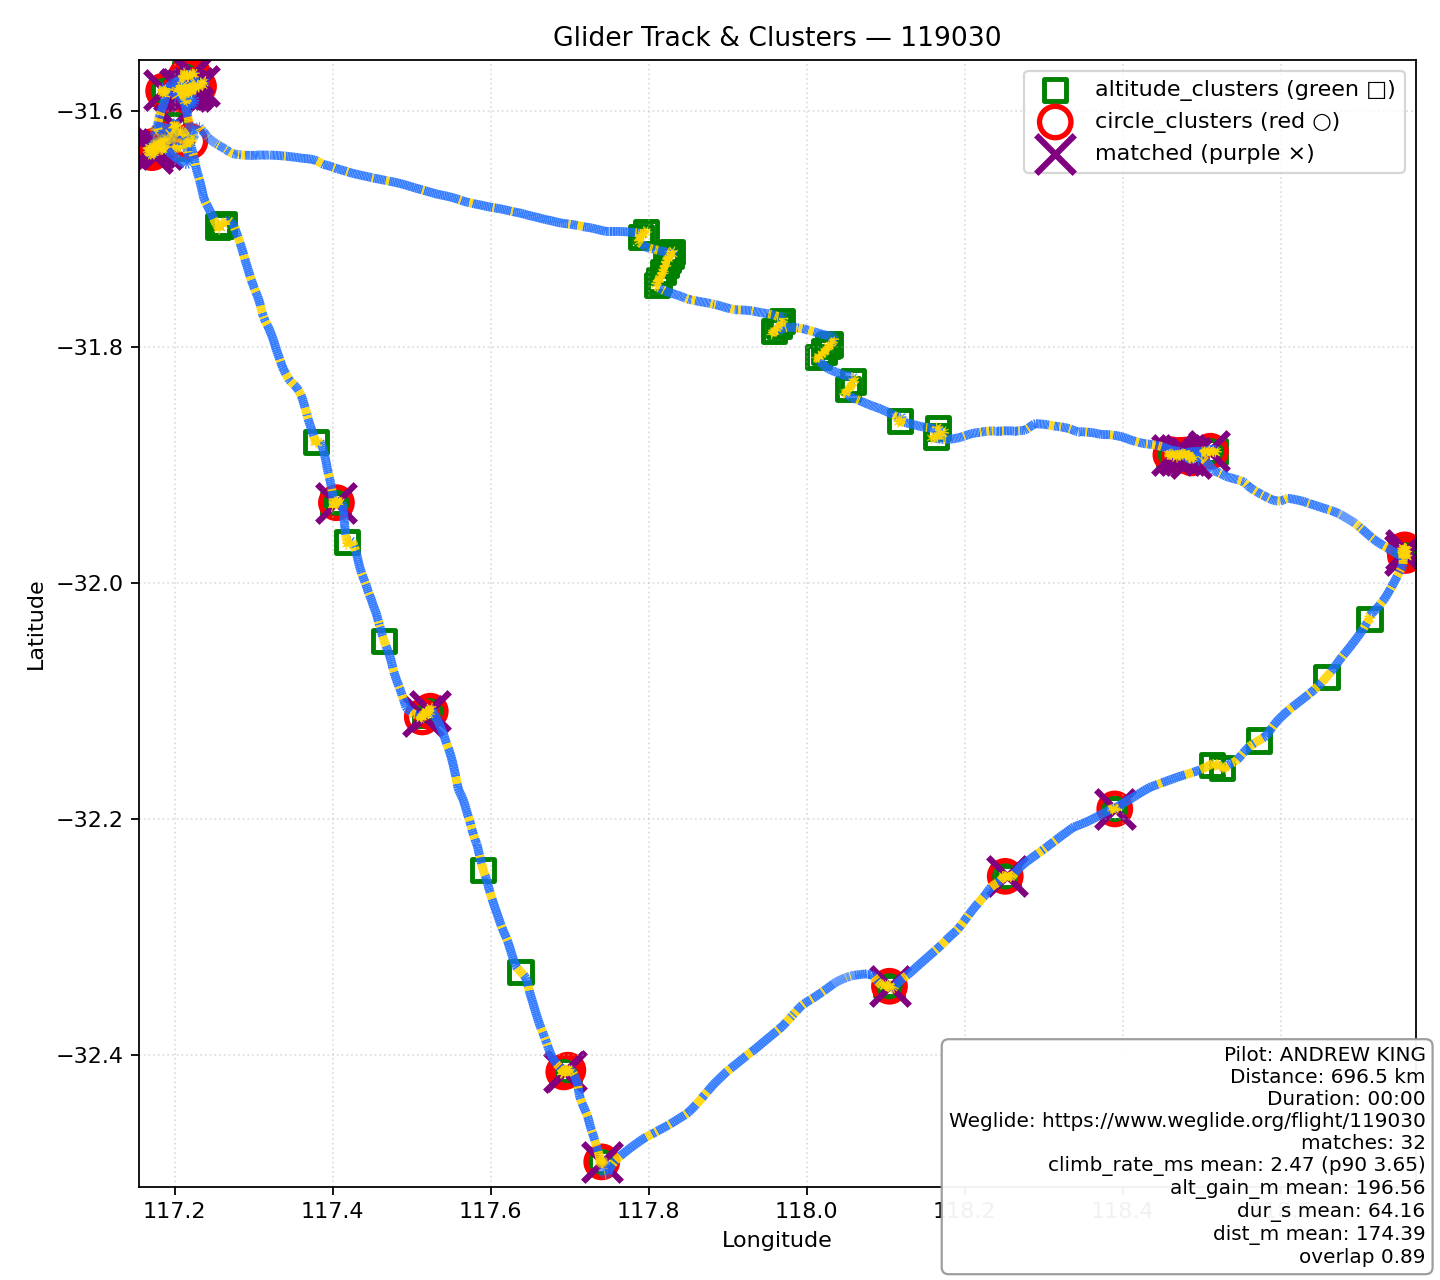 Glider Track & Clusters — 119030
altitude_clusters (green □)
circle_clusters (red ○)
matched (purple ×)
Latitude
−31.6
−31.8
−32.0
−32.2
−32.4
117.2
117.4
117.6
117.8
118.0
118.2
118.4
Longitude
Pilot: ANDREW KING
Distance: 696.5 km
Duration: 00:00
Weglide: https://www.weglide.org/flight/119030
matches: 32
climb_rate_ms mean: 2.47 (p90 3.65)
alt_gain_m mean: 196.56
dur_s mean: 64.16
dist_m mean: 174.39
overlap 0.89